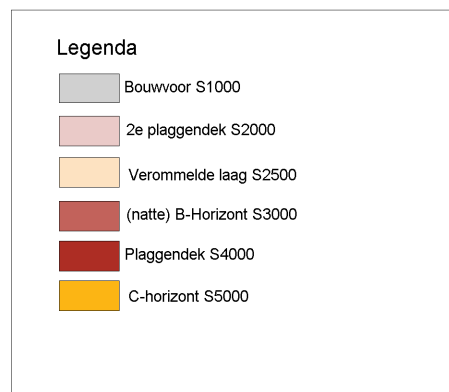 Legenda
Bouwvoor S1000
2e plaggendek S2000
Verommelde laag S2500
(natte) B-Horizont S3000
Plaggendek S4000
C-horizont S5000